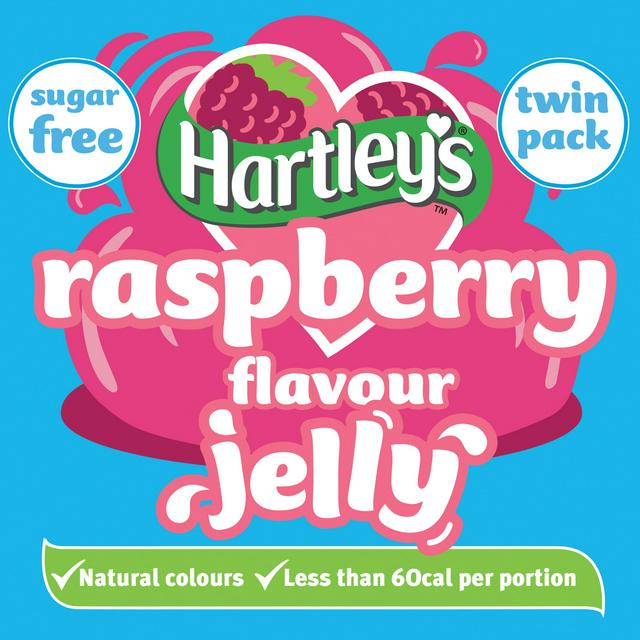 sugar
free
twin
pack
Hartley's®
™
raspberry
flavour
jelly
✓Natural colours ✓Less than 60cal per portion